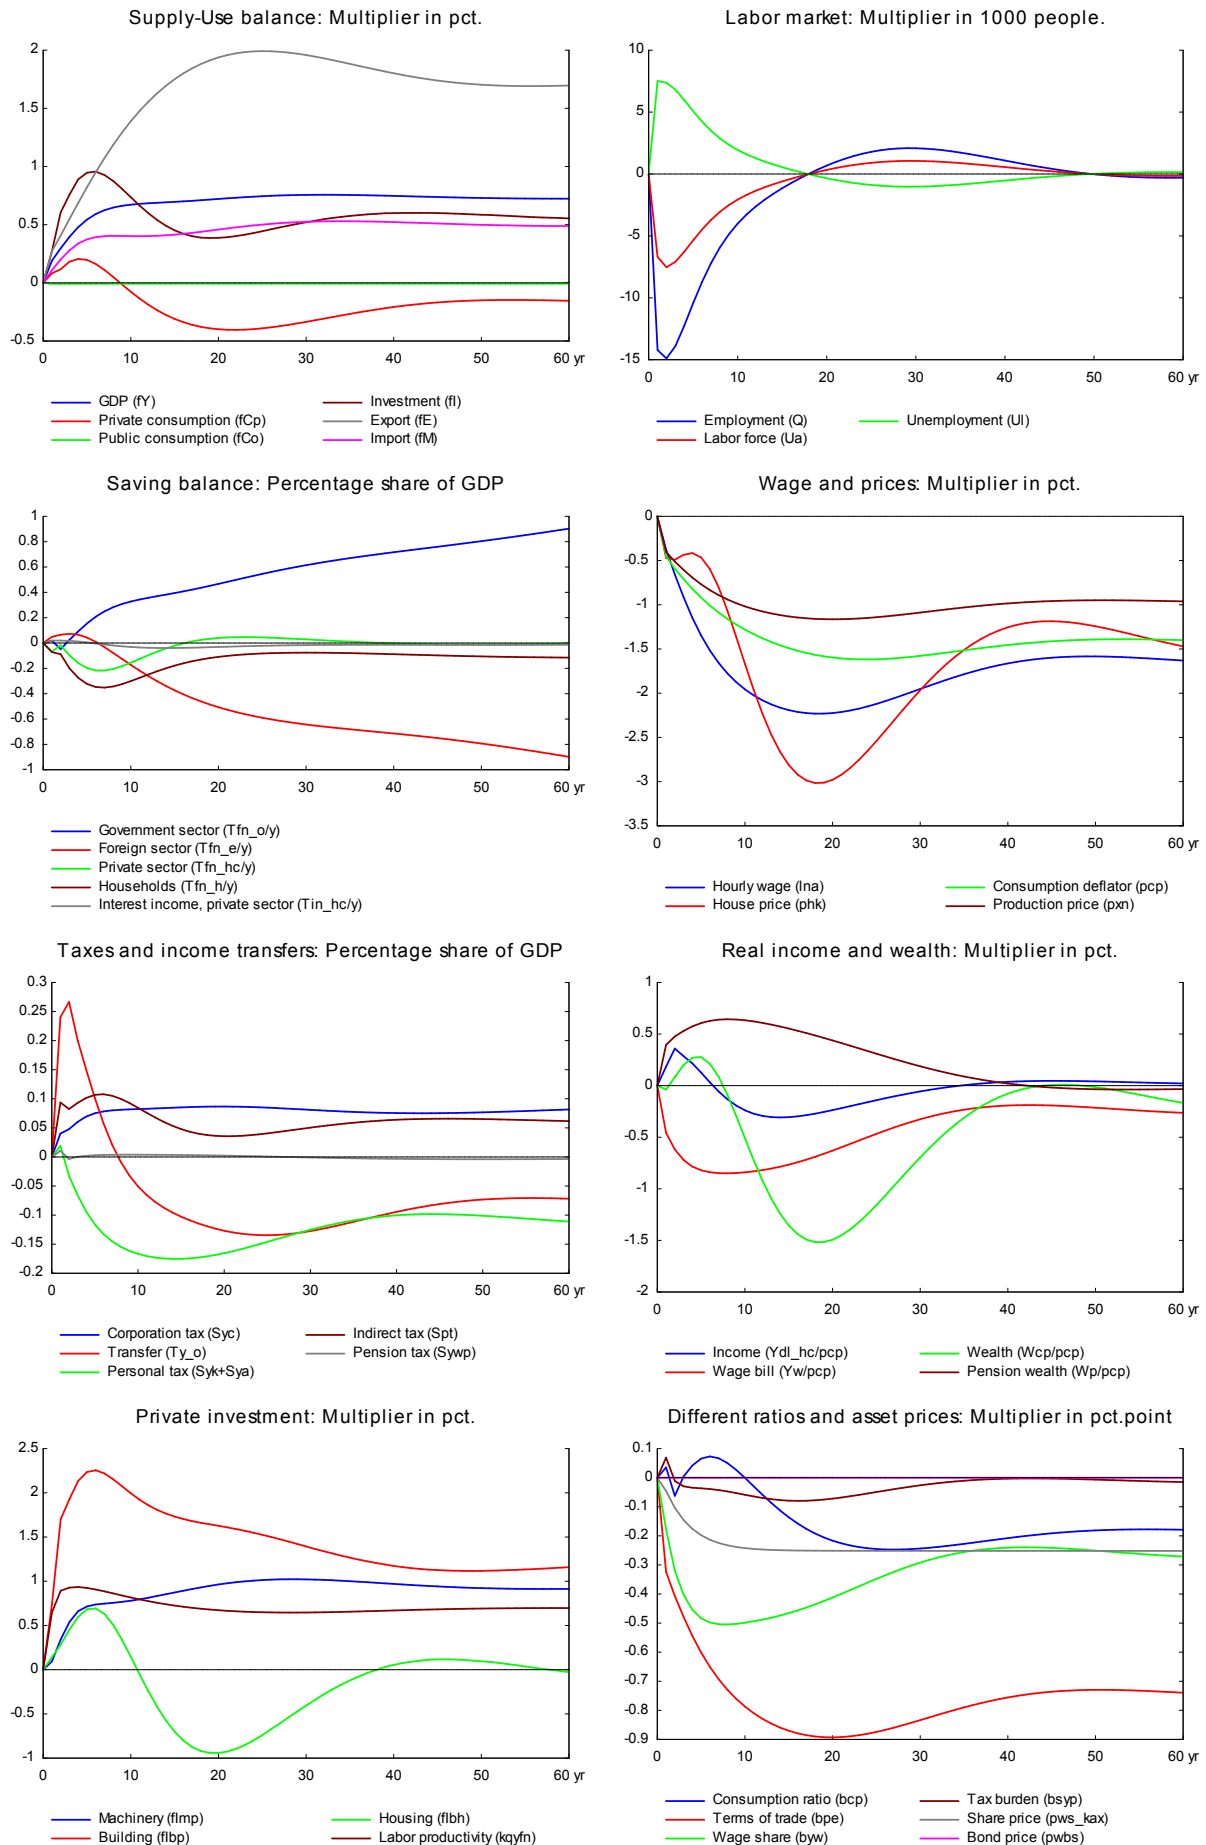 Supply-Use balance: Multiplier in pct.
2
1.5
1
0.5
0
-0.5
0 10 20 30 40 50 60 yr
GDP (fY) Investment (fI)
Private consumption (fCp) Export (fE)
Public consumption (fCo) Import (fM)
Labor market: Multiplier in 1000 people.
10
5
0
-5
-10
-15
0 10 20 30 40 50 60 yr
Employment (Q) Unemployment (Ul)
Labor force (Ua)
Saving balance: Percentage share of GDP
1
0.8
0.6
0.4
0.2
0
-0.2
-0.4
-0.6
-0.8
-1
0 10 20 30 40 50 60 yr
Government sector (Tfn_o/y)
Foreign sector (Tfn_e/y)
Private sector (Tfn_hc/y)
Households (Tfn_h/y)
Interest income, private sector (Tin_hc/y)
Wage and prices: Multiplier in pct.
0
-0.5
-1
-1.5
-2
-2.5
-3
-3.5
0 10 20 30 40 50 60 yr
Hourly wage (lna) Consumption deflator (pcp)
House price (phk) Production price (pxn)
Taxes and income transfers: Percentage share of GDP
0.3
0.25
0.2
0.15
0.1
0.05
0
-0.05
-0.1
-0.15
-0.2
0 10 20 30 40 50 60 yr
Corporation tax (Syc) Indirect tax (Spt)
Transfer (Ty_o) Pension tax (Sywp)
Personal tax (Syk+Sya)
Real income and wealth: Multiplier in pct.
1
0.5
0
-0.5
-1
-1.5
-2
0 10 20 30 40 50 60 yr
Income (Ydl_hc/pcp) Wealth (Wcp/pcp)
Wage bill (Yw/pcp) Pension wealth (Wp/pcp)
Private investment: Multiplier in pct.
2.5
2
1.5
1
0.5
0
-0.5
-1
0 10 20 30 40 50 60 yr
Machinery (fImp) Housing (fIbh)
Building (fIbp) Labor productivity (kqyfn)
Different ratios and asset prices: Multiplier in pct.point
0.1
0
-0.1
-0.2
-0.3
-0.4
-0.5
-0.6
-0.7
-0.8
-0.9
0 10 20 30 40 50 60 yr
Consumption ratio (bcp) Tax burden (bsyp)
Terms of trade (bpe) Share price (pws_kax)
Wage share (byw) Bond price (pwbs)